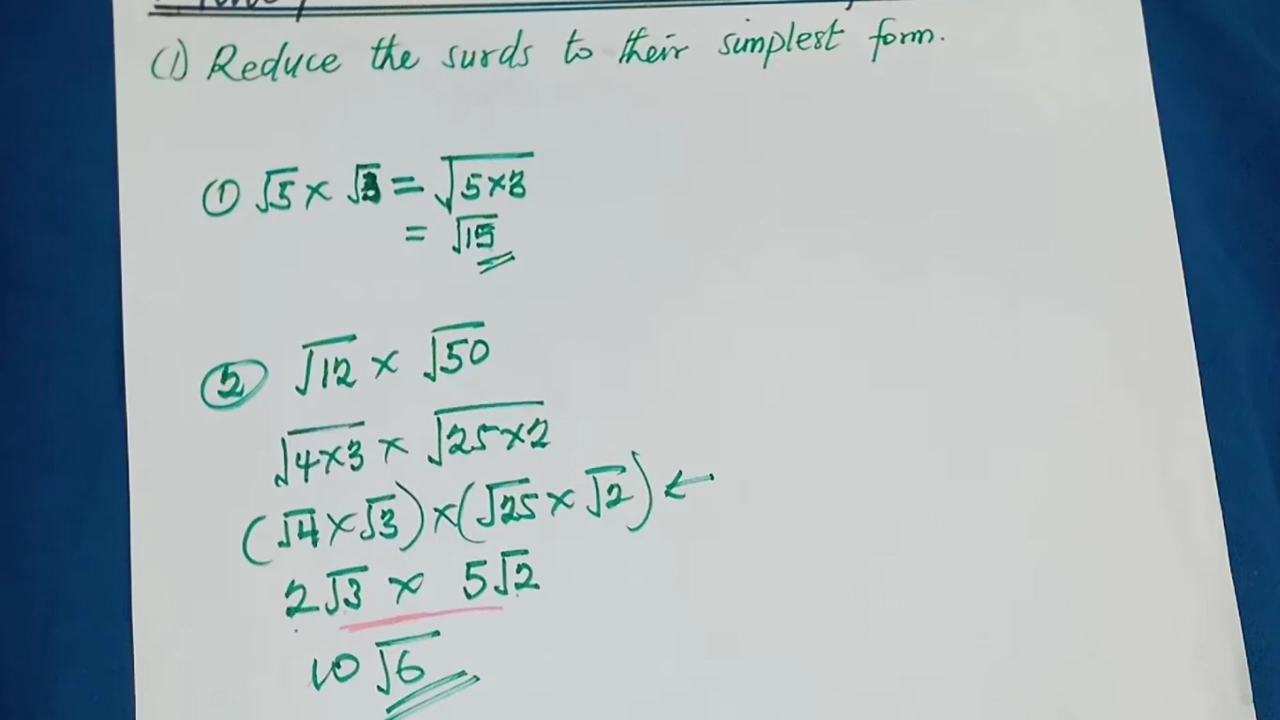 (1) Reduce the surds to their simplest form.
① √5 × √3 = √5×3
= √15
② √12 × √50
√4×3 × √25×2
(√4 × √3) × (√25 × √2) ←
2√3 × 5√2
10√6